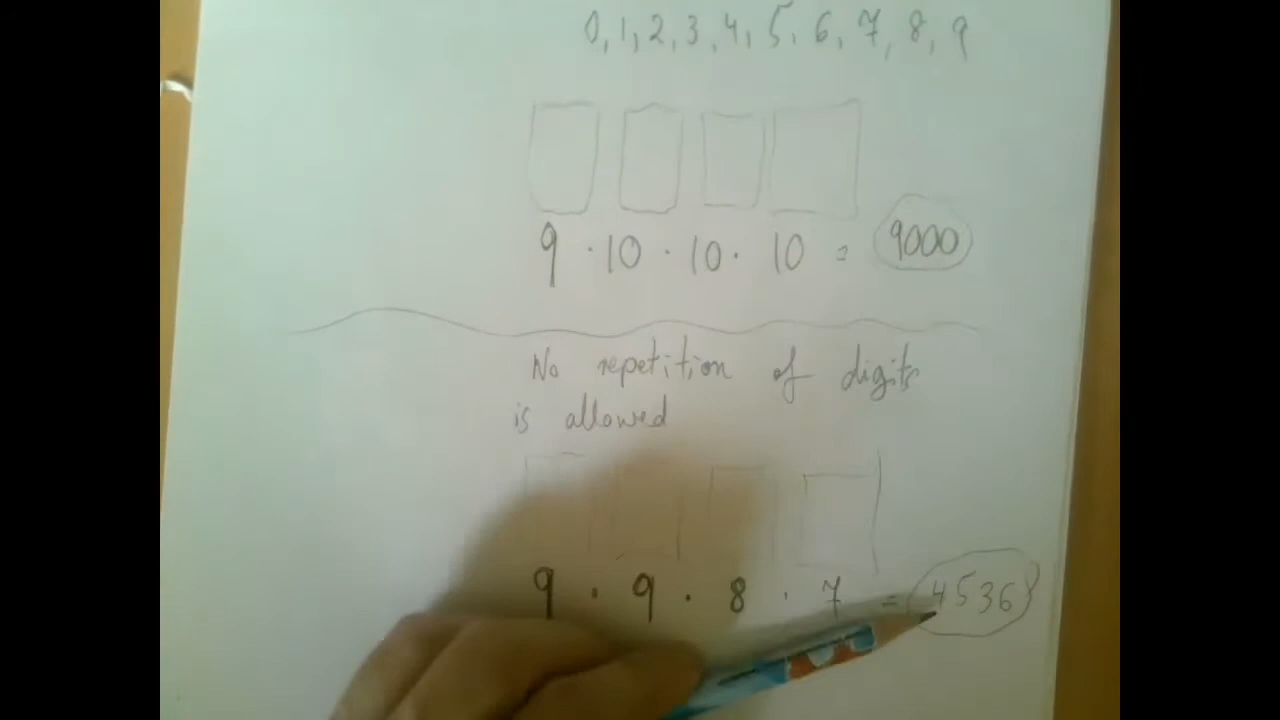 0, 1, 2, 3, 4, 5, 6, 7, 8, 9
9 · 10 · 10 · 10 = 9000
No repetition of digits
is allowed
9 · 9 · 8 · 7 = 4536